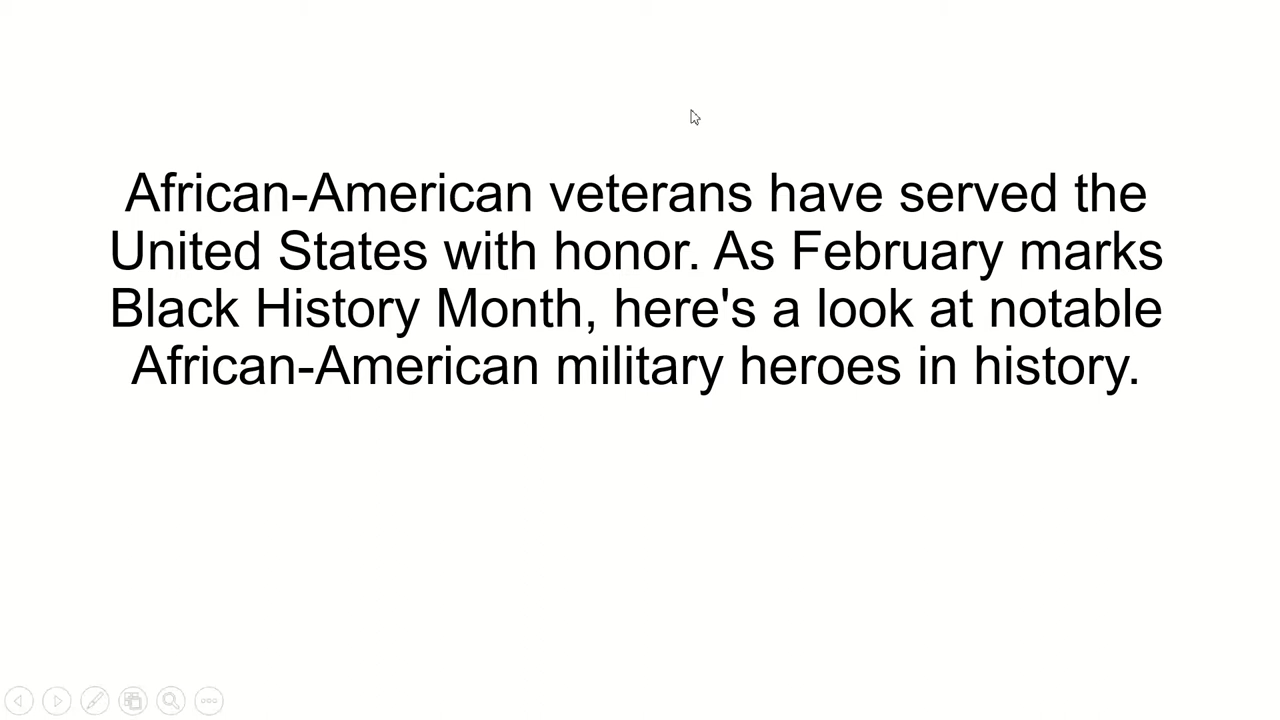 African-American veterans have served the
United States with honor. As February marks
Black History Month, here's a look at notable
African-American military heroes in history.